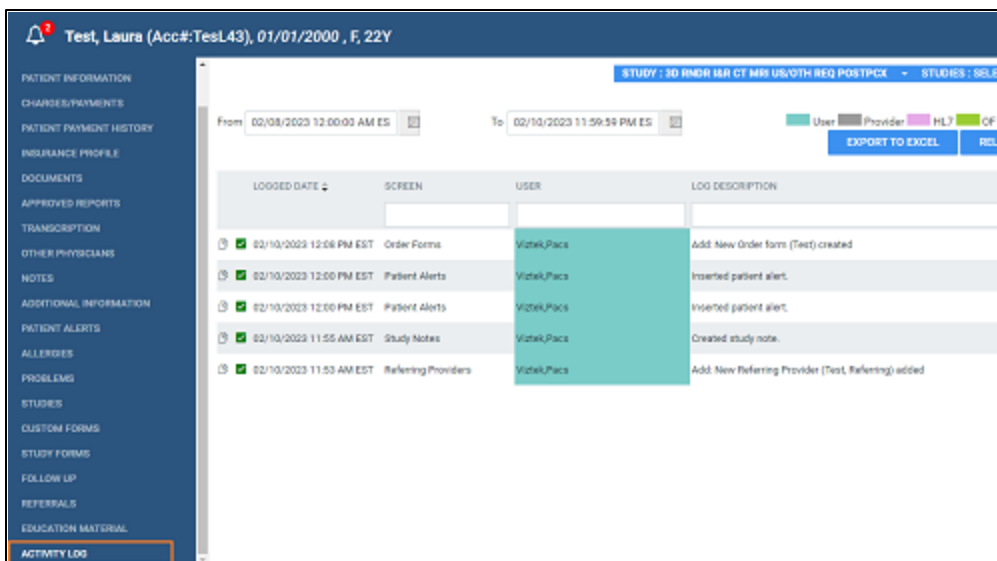 2
Test, Laura (Acc#:TesL43), 01/01/2000 , F, 22Y
PATIENT INFORMATION
CHARGES/PAYMENTS
PATIENT PAYMENT HISTORY
INSURANCE PROFILE
DOCUMENTS
APPROVED REPORTS
TRANSCRIPTION
OTHER PHYSICIANS
NOTES
ADDITIONAL INFORMATION
PATIENT ALERTS
ALLERGIES
PROBLEMS
STUDIES
CUSTOM FORMS
STUDY FORMS
FOLLOW UP
REFERRALS
EDUCATION MATERIAL
ACTIVITY LOG
STUDY : 3D RNDR I&R CT MRI US/OTH REQ POSTPCX STUDIES : SELE
From 02/08/2023 12:00:00 AM ES To 02/10/2023 11:59:59 PM ES User Provider HL7 OF
EXPORT TO EXCEL REL
LOGGED DATE SCREEN USER LOG DESCRIPTION
02/10/2023 12:08 PM EST Order Forms Viztek,Pacs Add: New Order form (Test) created
02/10/2023 12:00 PM EST Patient Alerts Viztek,Pacs Inserted patient alert.
02/10/2023 12:00 PM EST Patient Alerts Viztek,Pacs Inserted patient alert.
02/10/2023 11:55 AM EST Study Notes Viztek,Pacs Created study note.
02/10/2023 11:53 AM EST Referring Providers Viztek,Pacs Add: New Referring Provider (Test, Referring) added